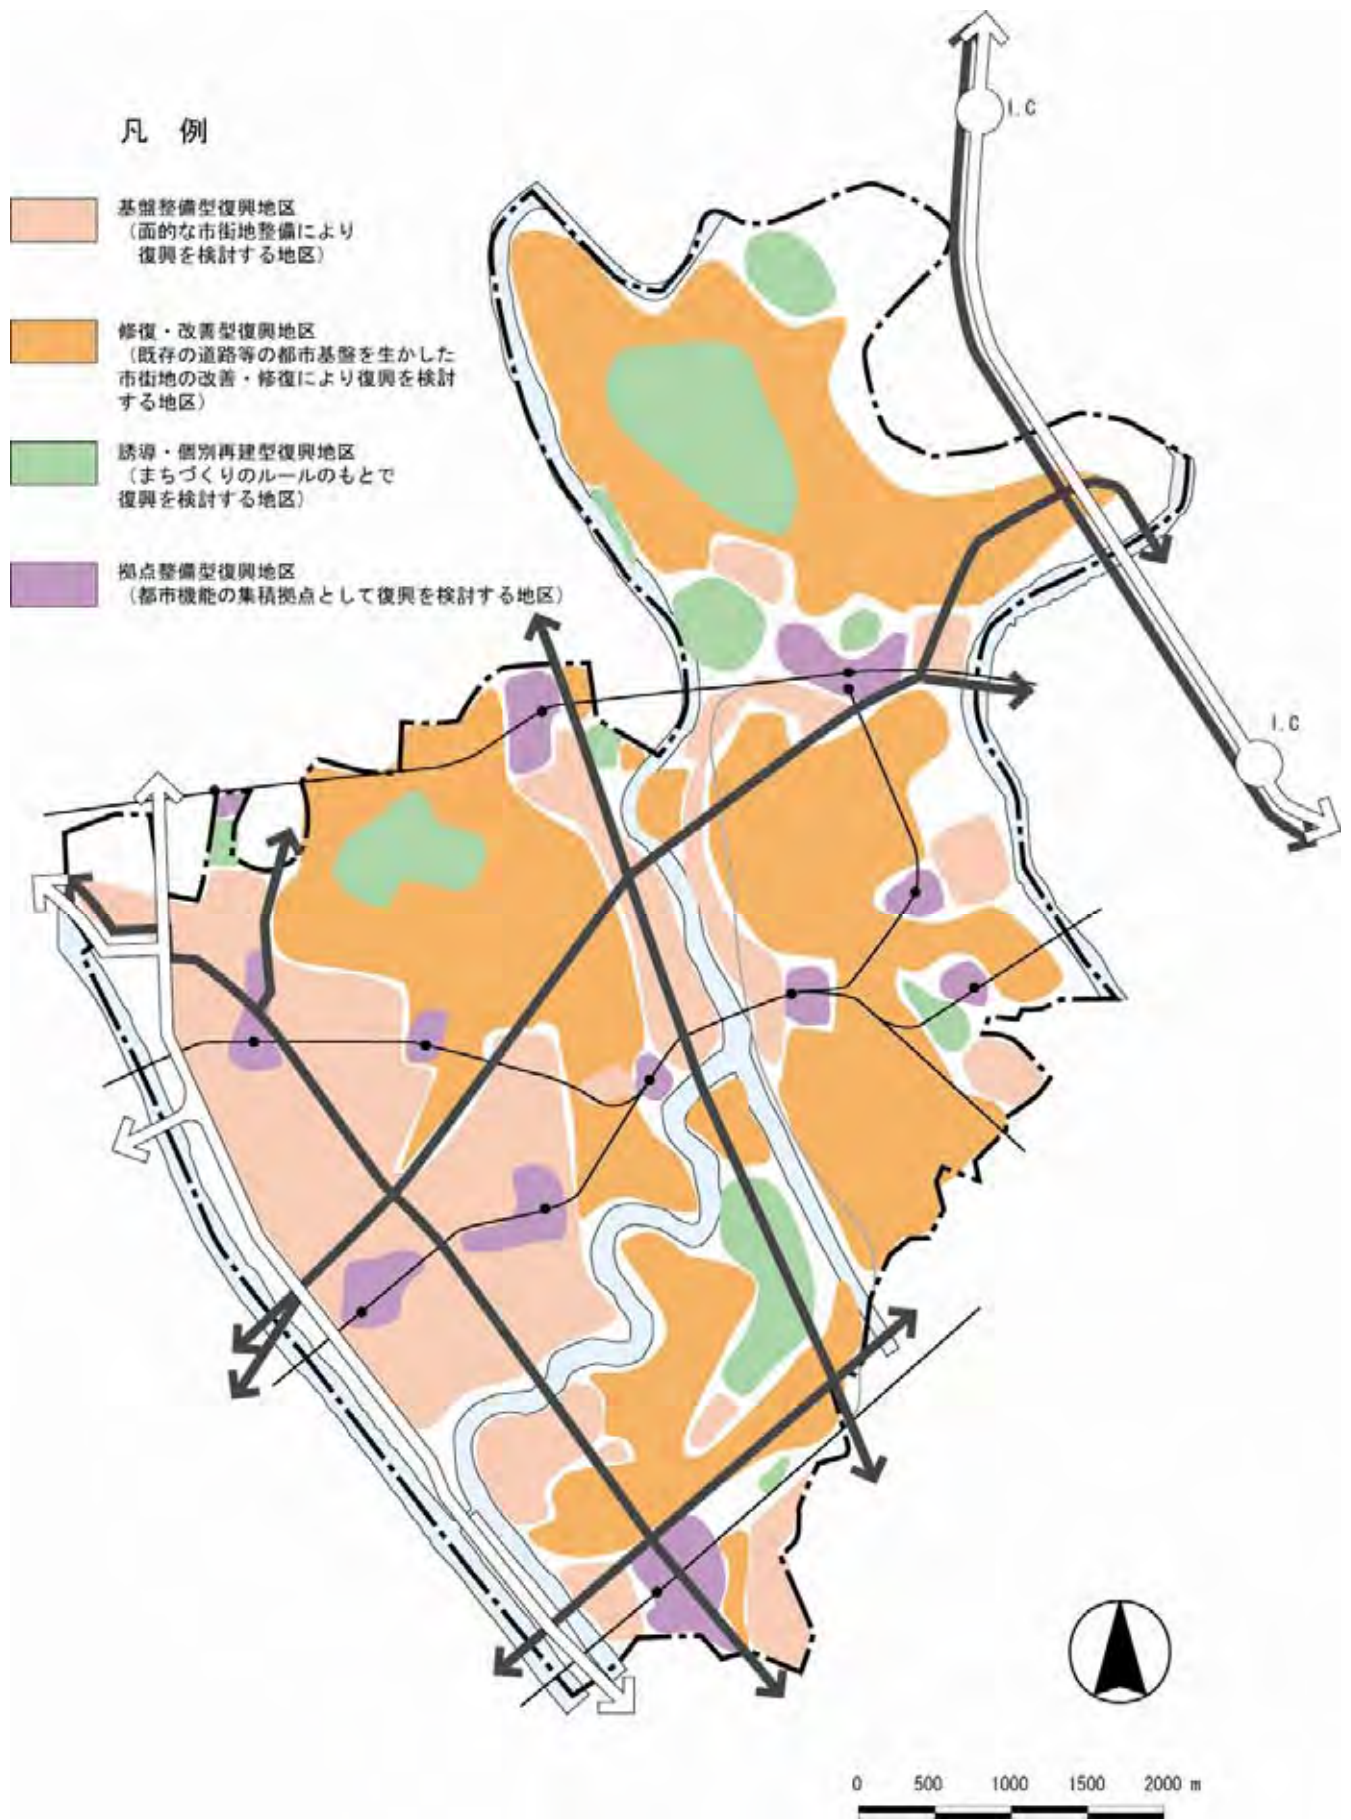 凡 例
基盤整備型復興地区
（面的な市街地整備により
復興を検討する地区）
修復・改善型復興地区
（既存の道路等の都市基盤を生かした
市街地の改善・修復により復興を検討
する地区）
誘導・個別再建型復興地区
（まちづくりのルールのもとで
復興を検討する地区）
拠点整備型復興地区
（都市機能の集積拠点として復興を検討する地区）
I.C
I.C
0 500 1000 1500 2000 m